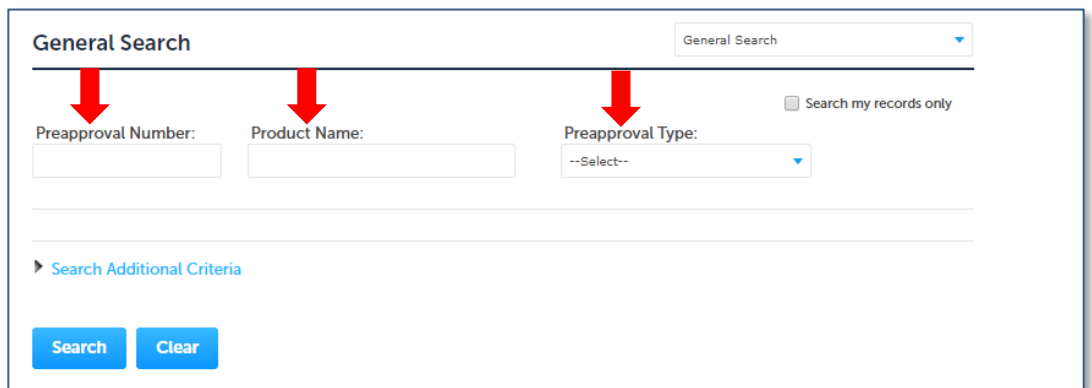 General Search
General Search
Search my records only
Preapproval Number: Product Name: Preapproval Type:
--Select--
Search Additional Criteria
Search Clear